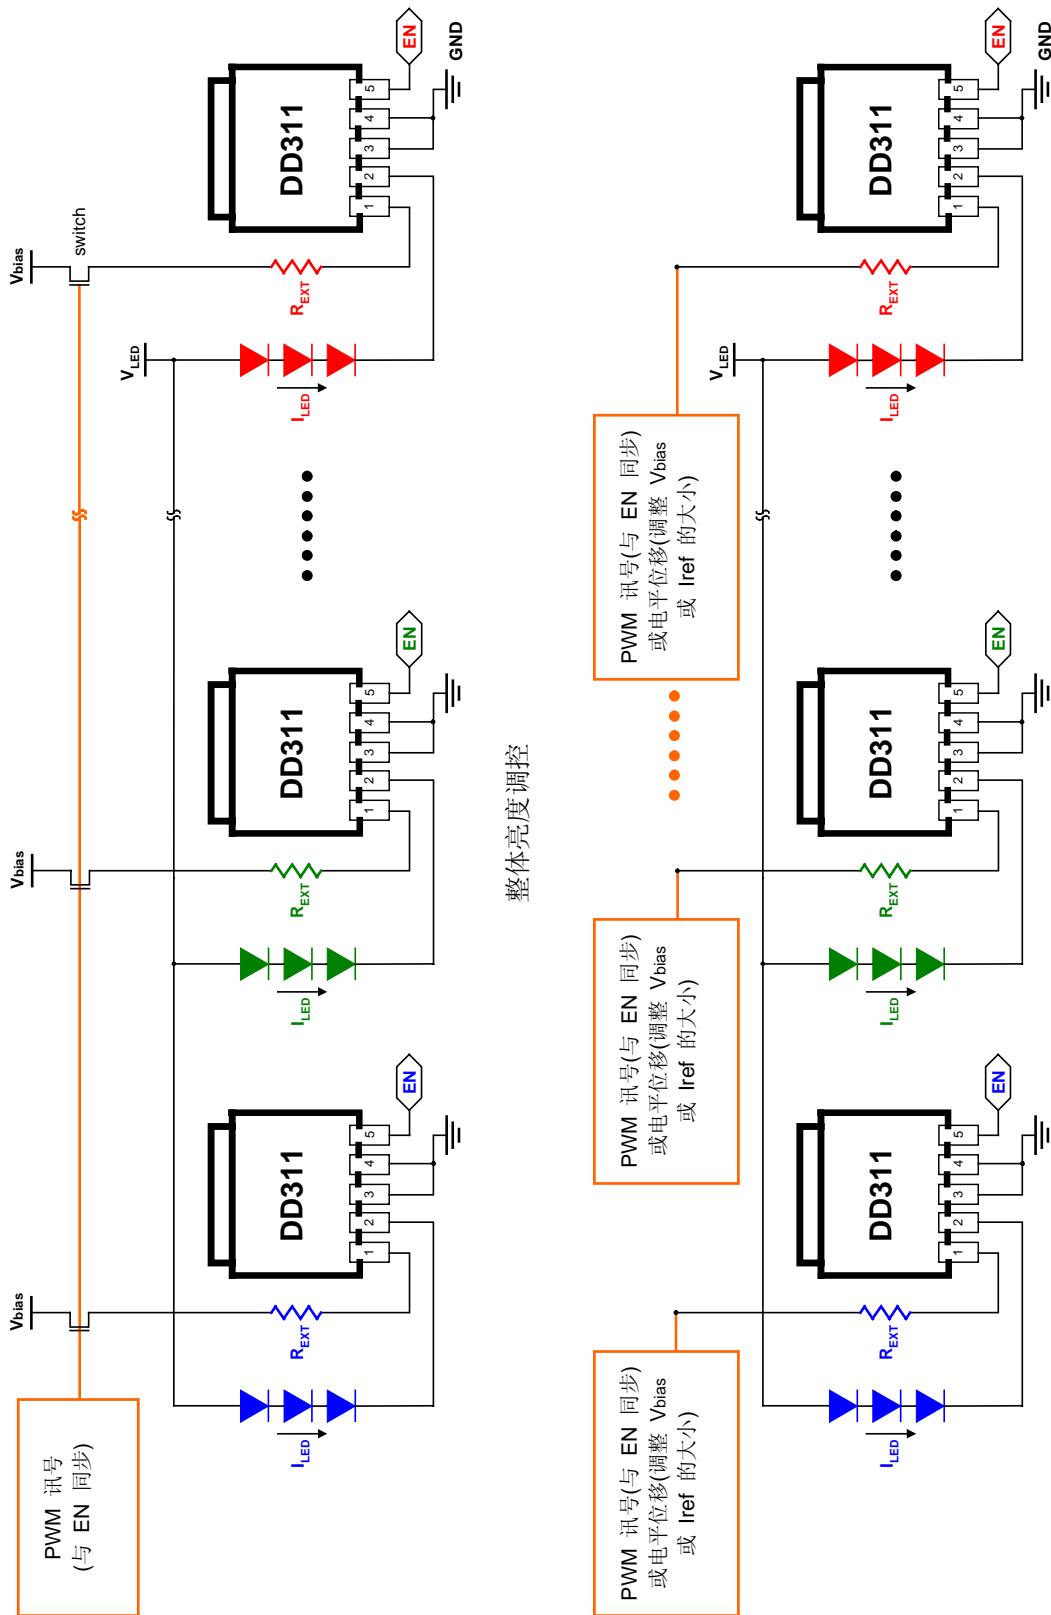 Vbias
Vbias
Vbias
PWM 讯号
(与 EN 同步)
switch
VLED
ILED
REXT
DD311
1 2 3 4 5
EN
ILED
REXT
DD311
1 2 3 4 5
EN
ILED
REXT
DD311
1 2 3 4 5
EN
GND
整体亮度调控
PWM 讯号(与 EN 同步)
或电平位移(调整 Vbias
或 Iref 的大小)
PWM 讯号(与 EN 同步)
或电平位移(调整 Vbias
或 Iref 的大小)
PWM 讯号(与 EN 同步)
或电平位移(调整 Vbias
或 Iref 的大小)
VLED
ILED
REXT
DD311
1 2 3 4 5
EN
ILED
REXT
DD311
1 2 3 4 5
EN
ILED
REXT
DD311
1 2 3 4 5
EN
GND